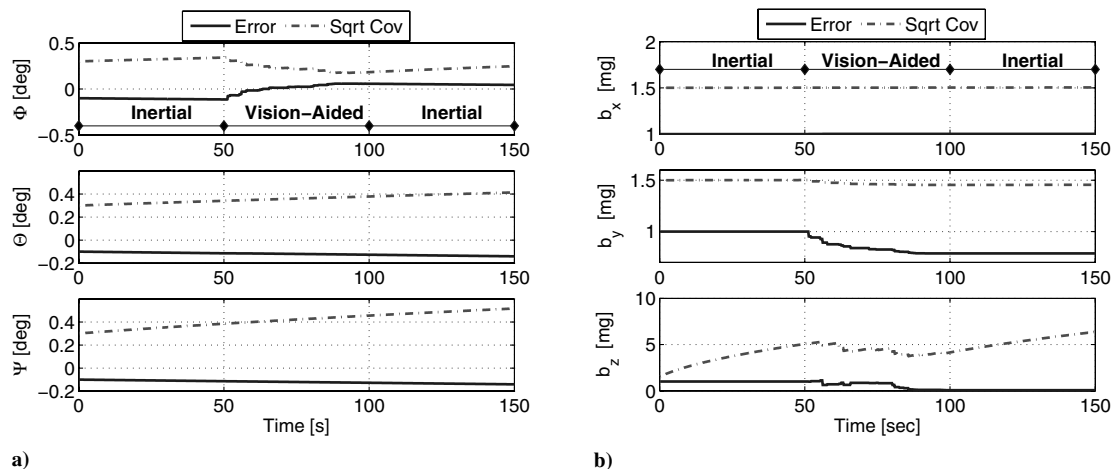 Error Sqrt Cov
0.5
0
−0.5
Φ [deg]
Inertial Vision−Aided Inertial
0 50 100 150
0.4
0.2
0
−0.2
Θ [deg]
0 50 100 150
0.4
0.2
0
−0.2
Ψ [deg]
0 50 100 150
Time [s]
a)
Error Sqrt Cov
2
1.5
1
b_x [mg]
Inertial Vision−Aided Inertial
0 50 100 150
1.5
1
b_y [mg]
0 50 100 150
10
5
0
b_z [mg]
0 50 100 150
Time [sec]
b)